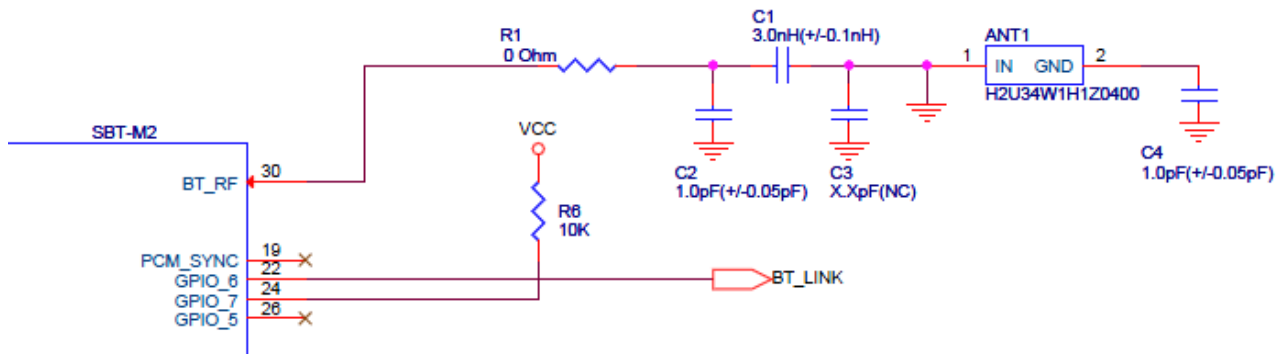 C1
3.0nH(+/-0.1nH)
R1
0 Ohm
ANT1
1
IN GND
2
H2U34W1H1Z0400
SBT-M2
VCC
C2
1.0pF(+/-0.05pF)
C3
X.XpF(NC)
C4
1.0pF(+/-0.05pF)
BT_RF
30
R6
10K
PCM_SYNC
19
GPIO_6
22
GPIO_7
24
GPIO_5
26
BT_LINK